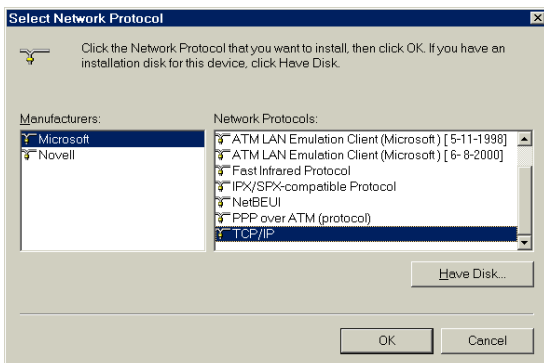 Select Network Protocol
Click the Network Protocol that you want to install, then click OK. If you have an
installation disk for this device, click Have Disk.
Manufacturers:
Microsoft
Novell
Network Protocols:
ATM LAN Emulation Client (Microsoft) [ 5-11-1998]
ATM LAN Emulation Client (Microsoft) [ 6- 8-2000]
Fast Infrared Protocol
IPX/SPX-compatible Protocol
NetBEUI
PPP over ATM (protocol)
TCP/IP
Have Disk...
OK
Cancel